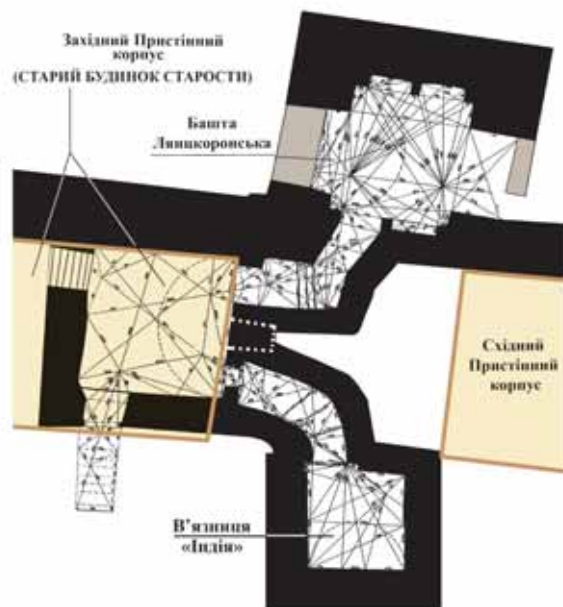 Західний Пристінний
корпус
(СТАРИЙ БУДИНОК СТАРОСТИ)
Башта
Лянцкоронська
Східний
Пристінний
корпус
В’язниця
«Індія»